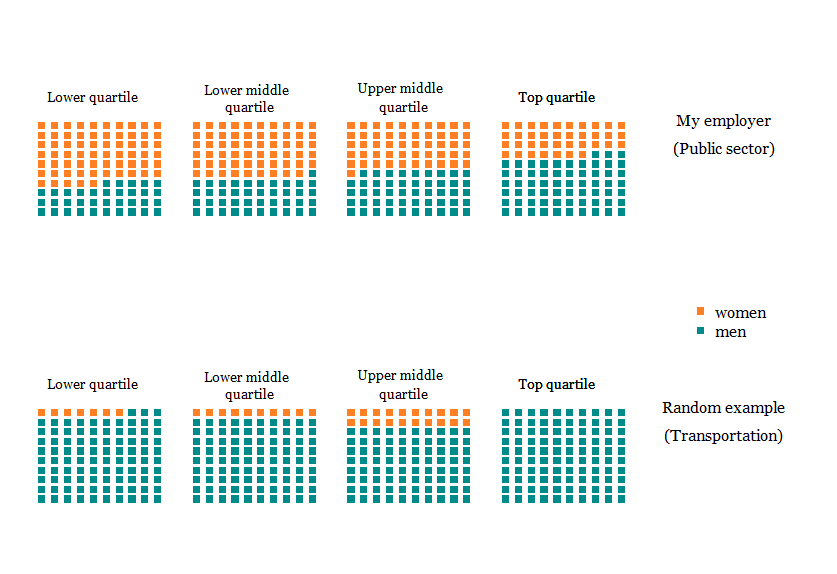 Lower quartile
Lower middle
quartile
Upper middle
quartile
Top quartile
My employer
(Public sector)
women
men
Lower quartile
Lower middle
quartile
Upper middle
quartile
Top quartile
Random example
(Transportation)